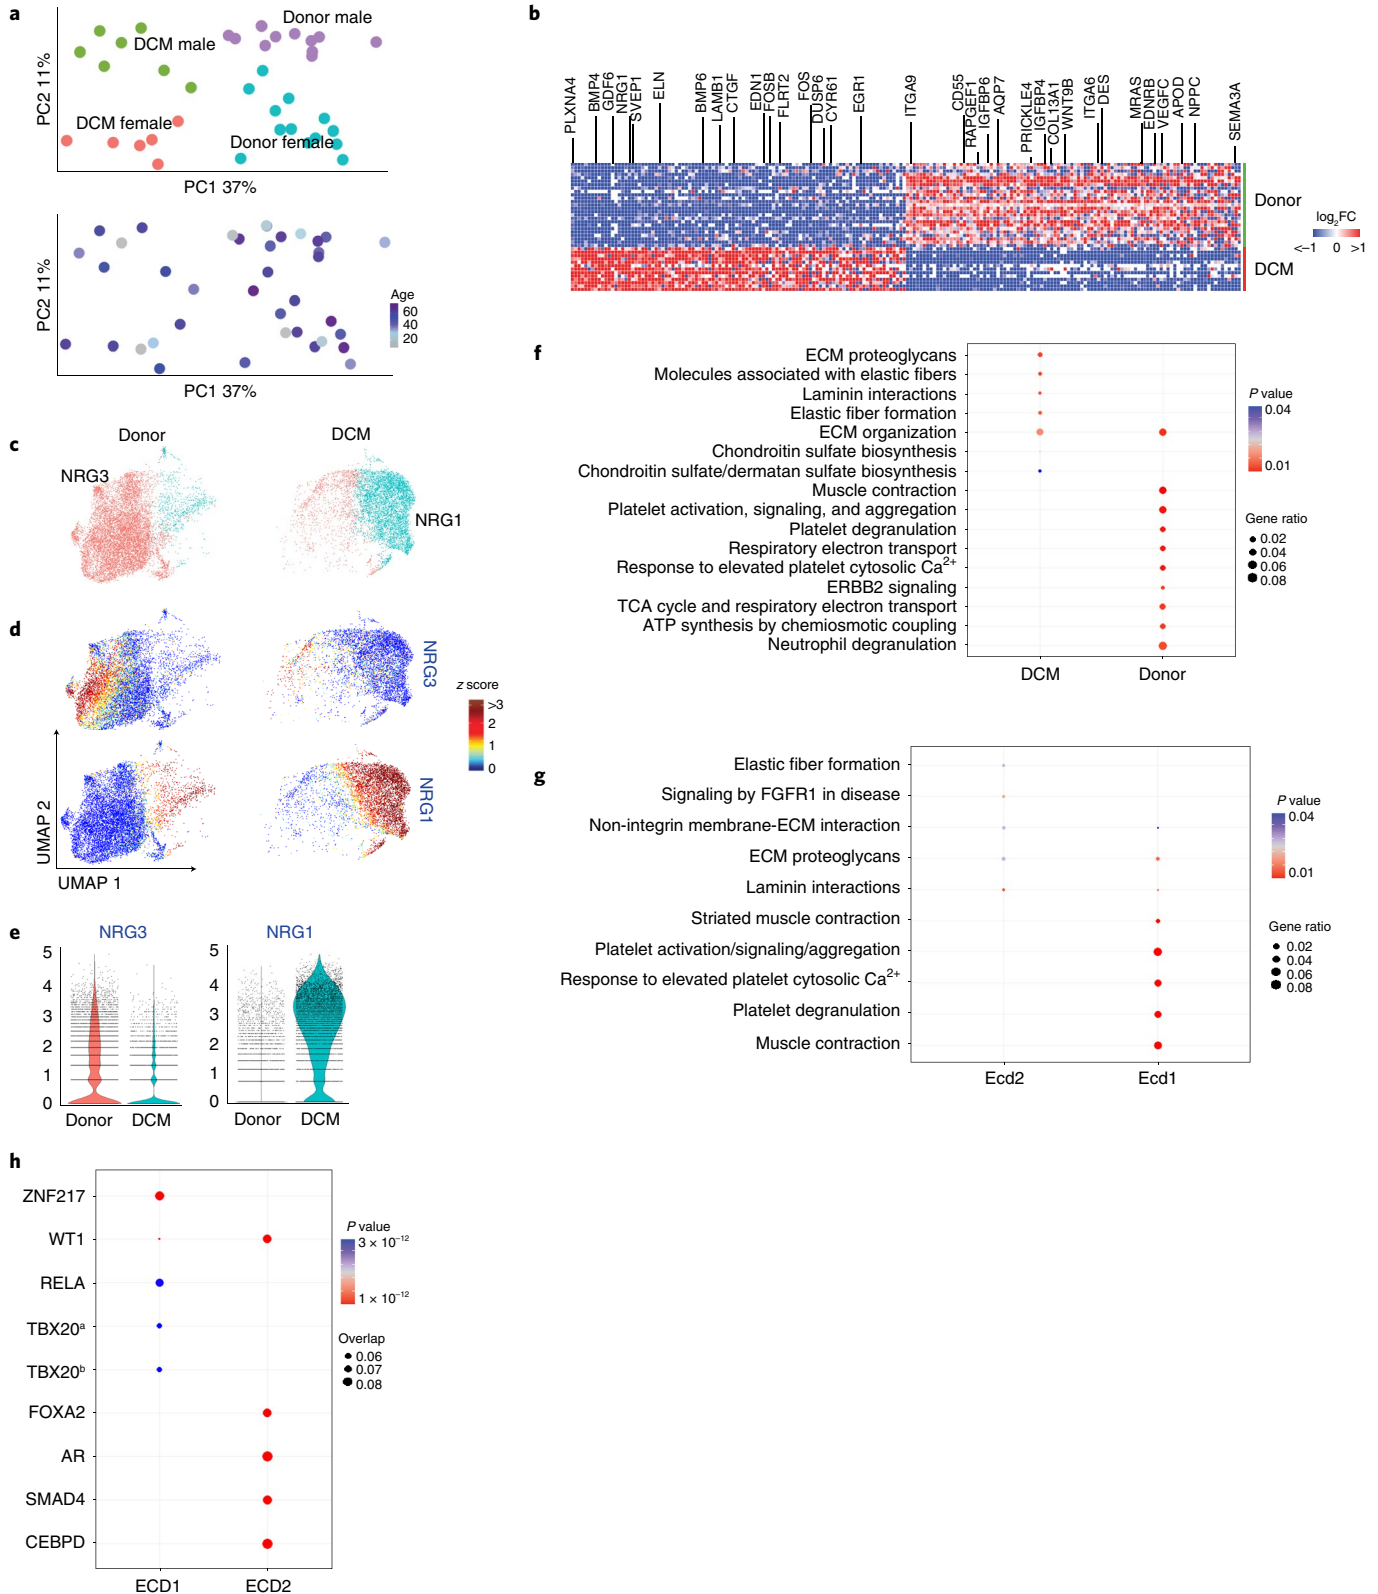 a
Donor male
DCM male
DCM female
Donor female
PC2 11%
PC1 37%
PC2 11%
PC1 37%
Age
60
40
20
b
PLXNA4
BMP4
GDF6
NRG1
SVEP1
ELN
BMP6
LAMB1
CTGF
EDN1
FOSB
FLRT2
FOS
DUSP6
CYR61
EGR1
ITGA9
CD55
RAPGEF1
IGFBP6
AQP7
PRICKLE4
IGFBP4
COL13A1
WNT9B
ITGA6
DES
MRAS
EDNRB
VEGFC
APOD
NPPC
SEMA3A
Donor
DCM
log2FC
<−1 0 >1
c
Donor
DCM
NRG3
NRG1
d
NRG3
NRG1
z score
>3
2
1
0
UMAP 2
UMAP 1
e
NRG3
NRG1
5
4
3
2
1
0
Donor DCM
5
4
3
2
1
0
Donor DCM
f
ECM proteoglycans
Molecules associated with elastic fibers
Laminin interactions
Elastic fiber formation
ECM organization
Chondroitin sulfate biosynthesis
Chondroitin sulfate/dermatan sulfate biosynthesis
Muscle contraction
Platelet activation, signaling, and aggregation
Platelet degranulation
Respiratory electron transport
Response to elevated platelet cytosolic Ca2+
ERBB2 signaling
TCA cycle and respiratory electron transport
ATP synthesis by chemiosmotic coupling
Neutrophil degranulation
DCM
Donor
P value
0.04
0.01
Gene ratio
0.02
0.04
0.06
0.08
g
Elastic fiber formation
Signaling by FGFR1 in disease
Non-integrin membrane-ECM interaction
ECM proteoglycans
Laminin interactions
Striated muscle contraction
Platelet activation/signaling/aggregation
Response to elevated platelet cytosolic Ca2+
Platelet degranulation
Muscle contraction
Ecd2
Ecd1
P value
0.04
0.01
Gene ratio
0.02
0.04
0.06
0.08
h
ZNF217
WT1
RELA
TBX20a
TBX20b
FOXA2
AR
SMAD4
CEBPD
ECD1
ECD2
P value
3 × 10−12
1 × 10−12
Overlap
0.06
0.07
0.08